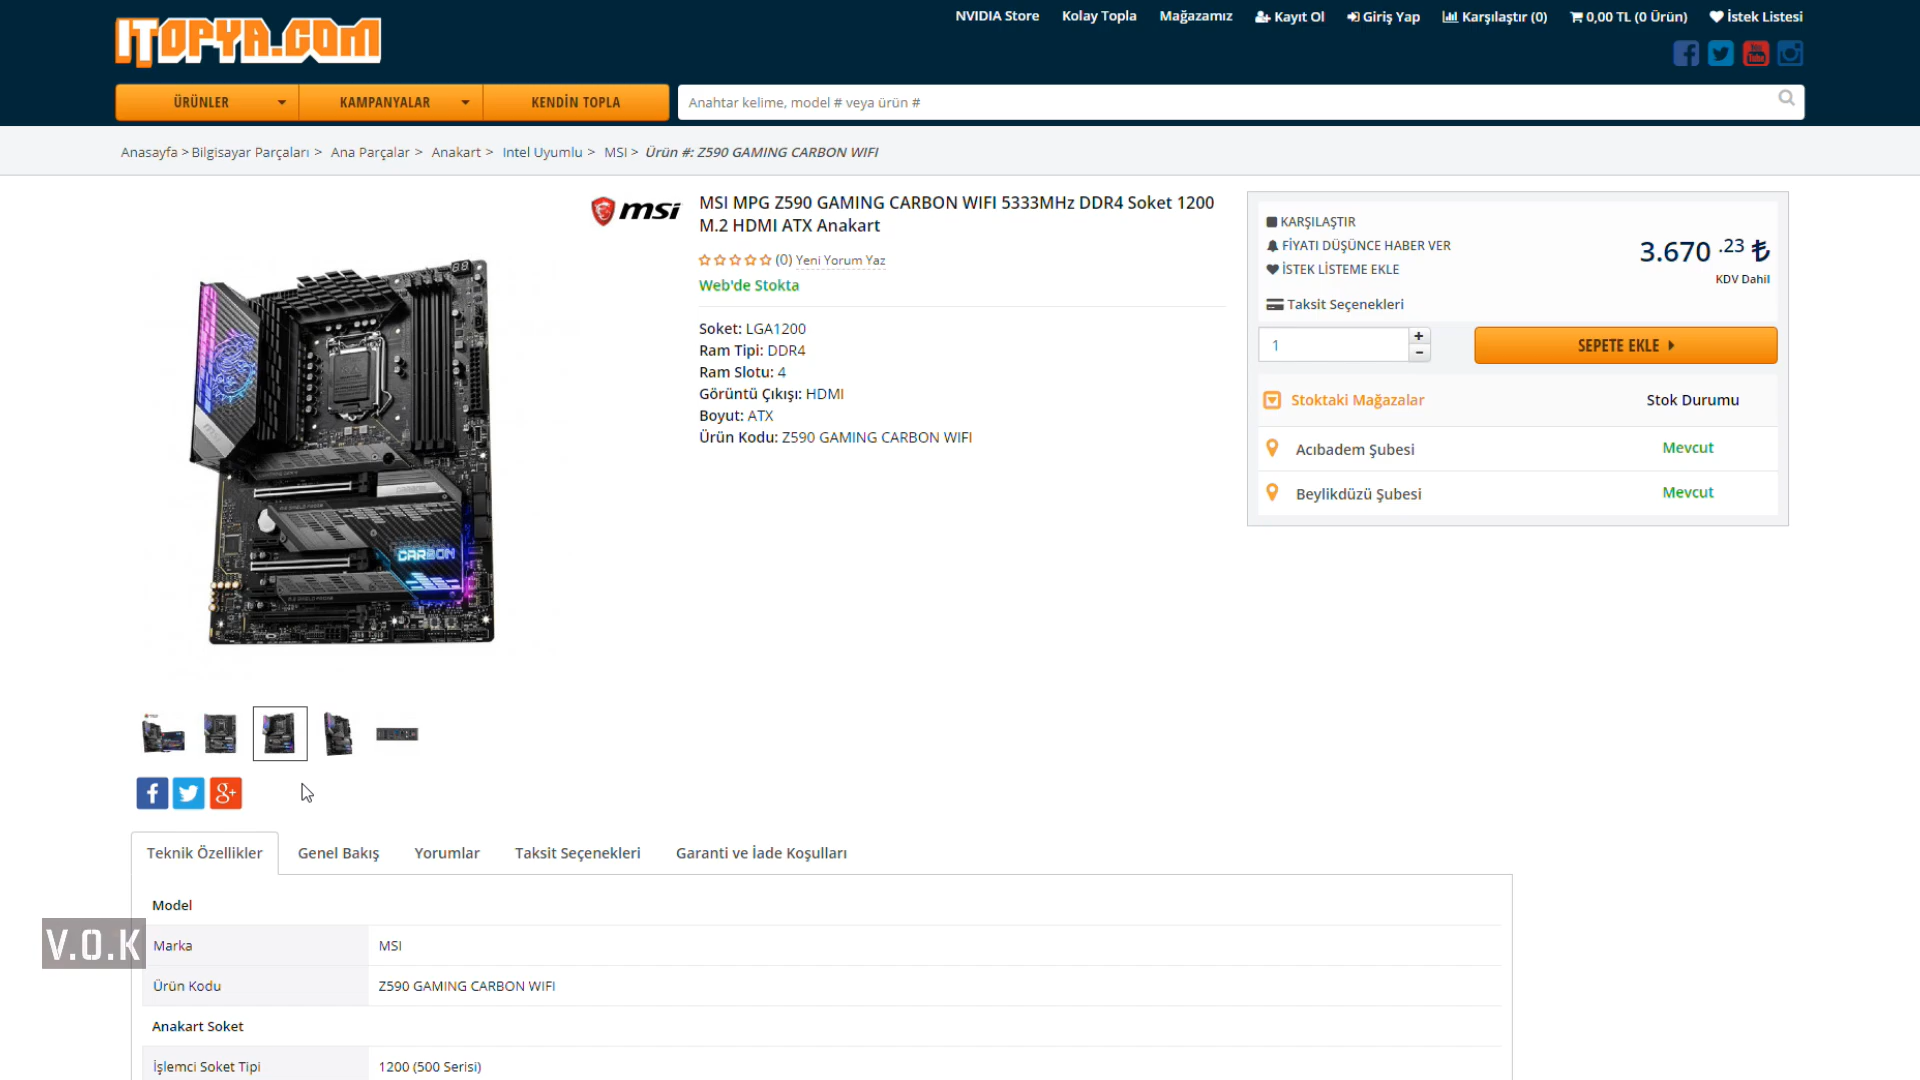 ITOPYA.COM
NVIDIA Store
Kolay Topla
Mağazamız
Kayıt Ol
Giriş Yap
Karşılaştır (0)
0,00 TL (0 Ürün)
İstek Listesi
ÜRÜNLER
KAMPANYALAR
KENDİN TOPLA
Anahtar kelime, model # veya ürün #
Anasayfa > Bilgisayar Parçaları > Ana Parçalar > Anakart > Intel Uyumlu > MSI > Ürün #: Z590 GAMING CARBON WIFI
msi
MSI MPG Z590 GAMING CARBON WIFI 5333MHz DDR4 Soket 1200
M.2 HDMI ATX Anakart
(0) Yeni Yorum Yaz
Web'de Stokta
Soket: LGA1200
Ram Tipi: DDR4
Ram Slotu: 4
Görüntü Çıkışı: HDMI
Boyut: ATX
Ürün Kodu: Z590 GAMING CARBON WIFI
KARŞILAŞTIR
FİYATI DÜŞÜNCE HABER VER
İSTEK LİSTEME EKLE
3.670 .23 ₺
KDV Dahil
Taksit Seçenekleri
1
+
-
SEPETE EKLE
Stoktaki Mağazalar
Stok Durumu
Acıbadem Şubesi
Mevcut
Beylikdüzü Şubesi
Mevcut
CARBON
Teknik Özellikler
Genel Bakış
Yorumlar
Taksit Seçenekleri
Garanti ve İade Koşulları
Model
Marka
MSI
V.O.K
Ürün Kodu
Z590 GAMING CARBON WIFI
Anakart Soket
İşlemci Soket Tipi
1200 (500 Serisi)